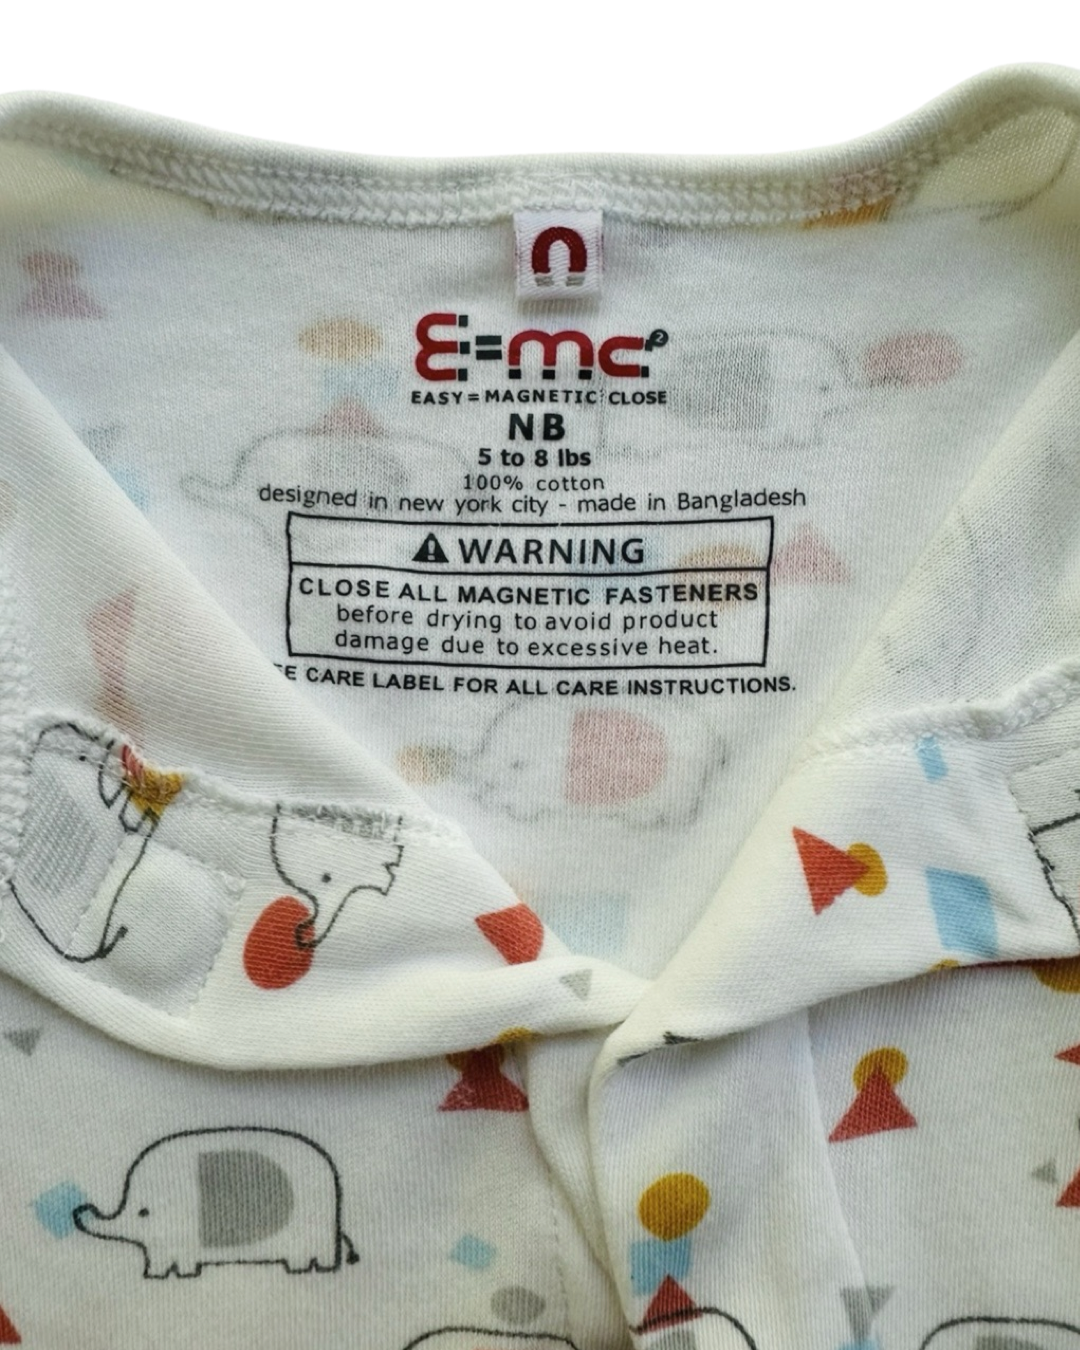 E=mc²
EASY=MAGNETIC CLOSE
NB
5 to 8 lbs
100% cotton
designed in new york city - made in Bangladesh
WARNING
CLOSE ALL MAGNETIC FASTENERS
before drying to avoid product
damage due to excessive heat.
CARE LABEL FOR ALL CARE INSTRUCTIONS.